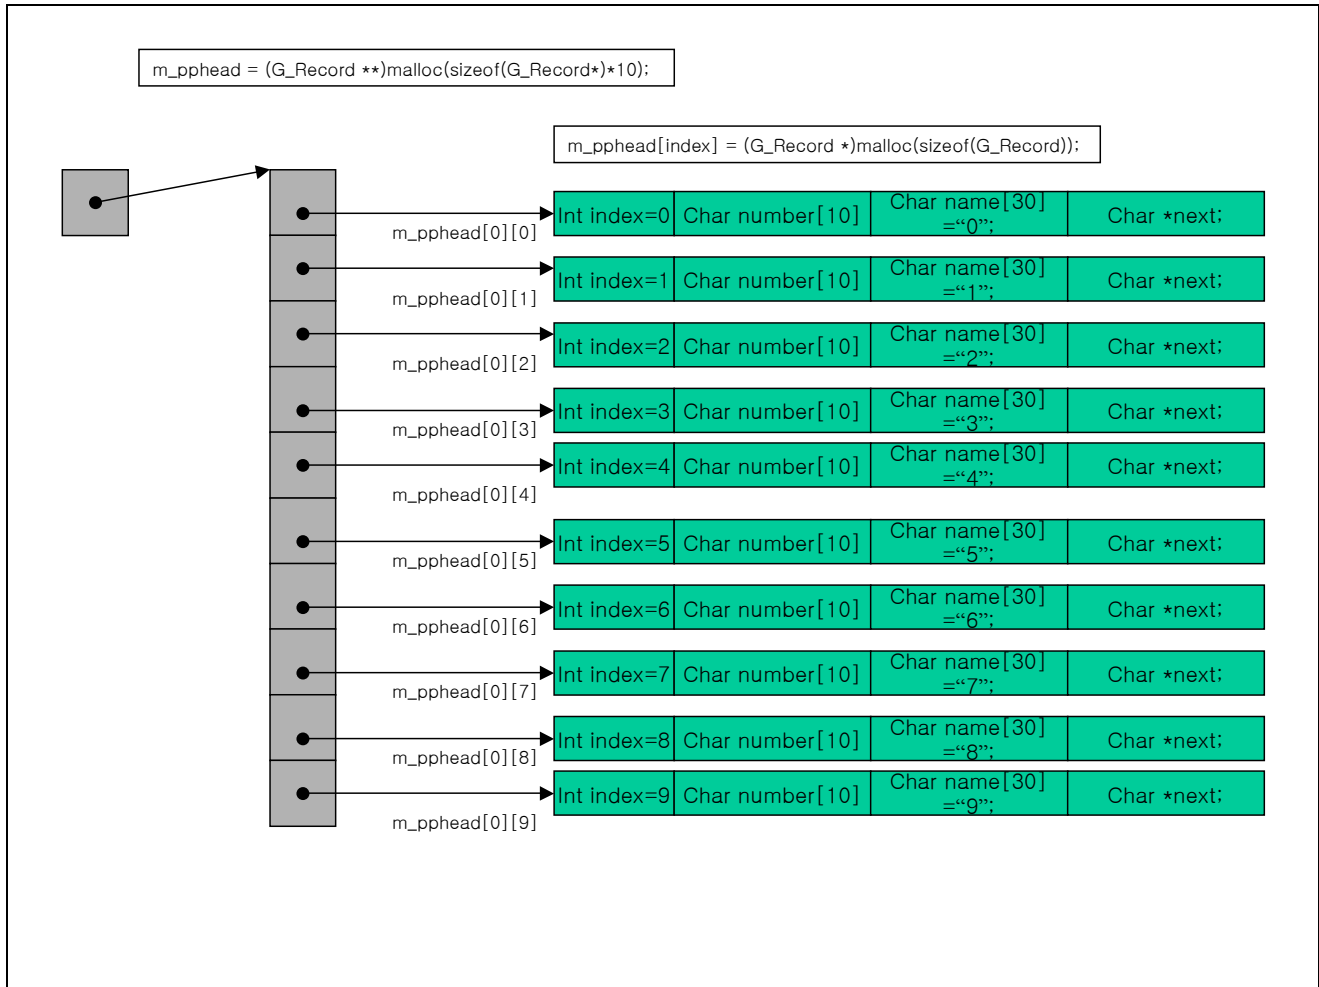 m_pphead = (G_Record **)malloc(sizeof(G_Record*)*10);
m_pphead[index] = (G_Record *)malloc(sizeof(G_Record));
Int index=0 Char number[10] Char name[30] =“0”; Char *next;
m_pphead[0][0]
Int index=1 Char number[10] Char name[30] =“1”; Char *next;
m_pphead[0][1]
Int index=2 Char number[10] Char name[30] =“2”; Char *next;
m_pphead[0][2]
Int index=3 Char number[10] Char name[30] =“3”; Char *next;
m_pphead[0][3]
Int index=4 Char number[10] Char name[30] =“4”; Char *next;
m_pphead[0][4]
Int index=5 Char number[10] Char name[30] =“5”; Char *next;
m_pphead[0][5]
Int index=6 Char number[10] Char name[30] =“6”; Char *next;
m_pphead[0][6]
Int index=7 Char number[10] Char name[30] =“7”; Char *next;
m_pphead[0][7]
Int index=8 Char number[10] Char name[30] =“8”; Char *next;
m_pphead[0][8]
Int index=9 Char number[10] Char name[30] =“9”; Char *next;
m_pphead[0][9]